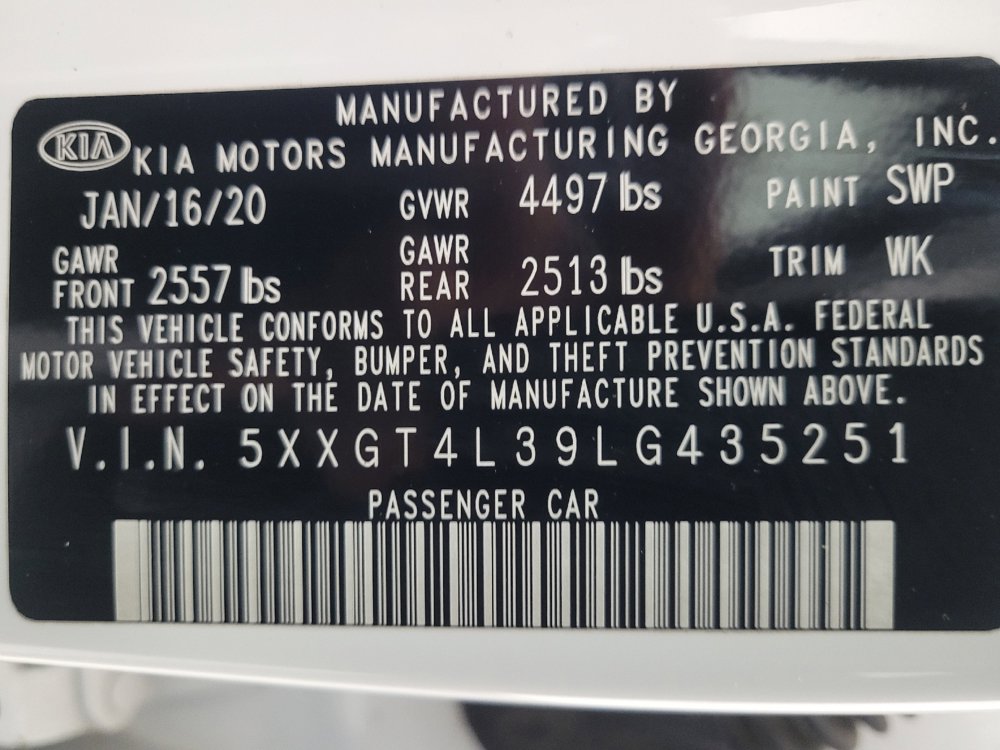 MANUFACTURED BY
KIA KIA MOTORS MANUFACTURING GEORGIA, INC.
JAN/16/20 GVWR 4497 lbs PAINT SWP
GAWR FRONT 2557 lbs GAWR REAR 2513 lbs TRIM WK
THIS VEHICLE CONFORMS TO ALL APPLICABLE U.S.A. FEDERAL
MOTOR VEHICLE SAFETY, BUMPER, AND THEFT PREVENTION STANDARDS
IN EFFECT ON THE DATE OF MANUFACTURE SHOWN ABOVE.
V.I.N. 5XXGT4L39LG435251
PASSENGER CAR